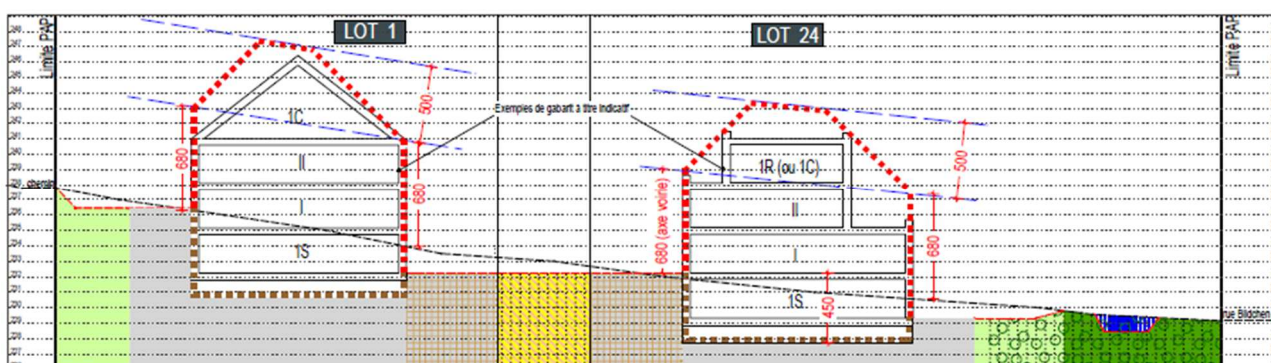 LOT 1
LOT 24
Limite PAP
Limite PAP
Exemples de gabarit à titre indicatif
500
500
1C
680
II
680
I
1S
chemin
1R (ou 1C)
680 (axe voirie)
II
680
I
1S
450
rue Bildchen